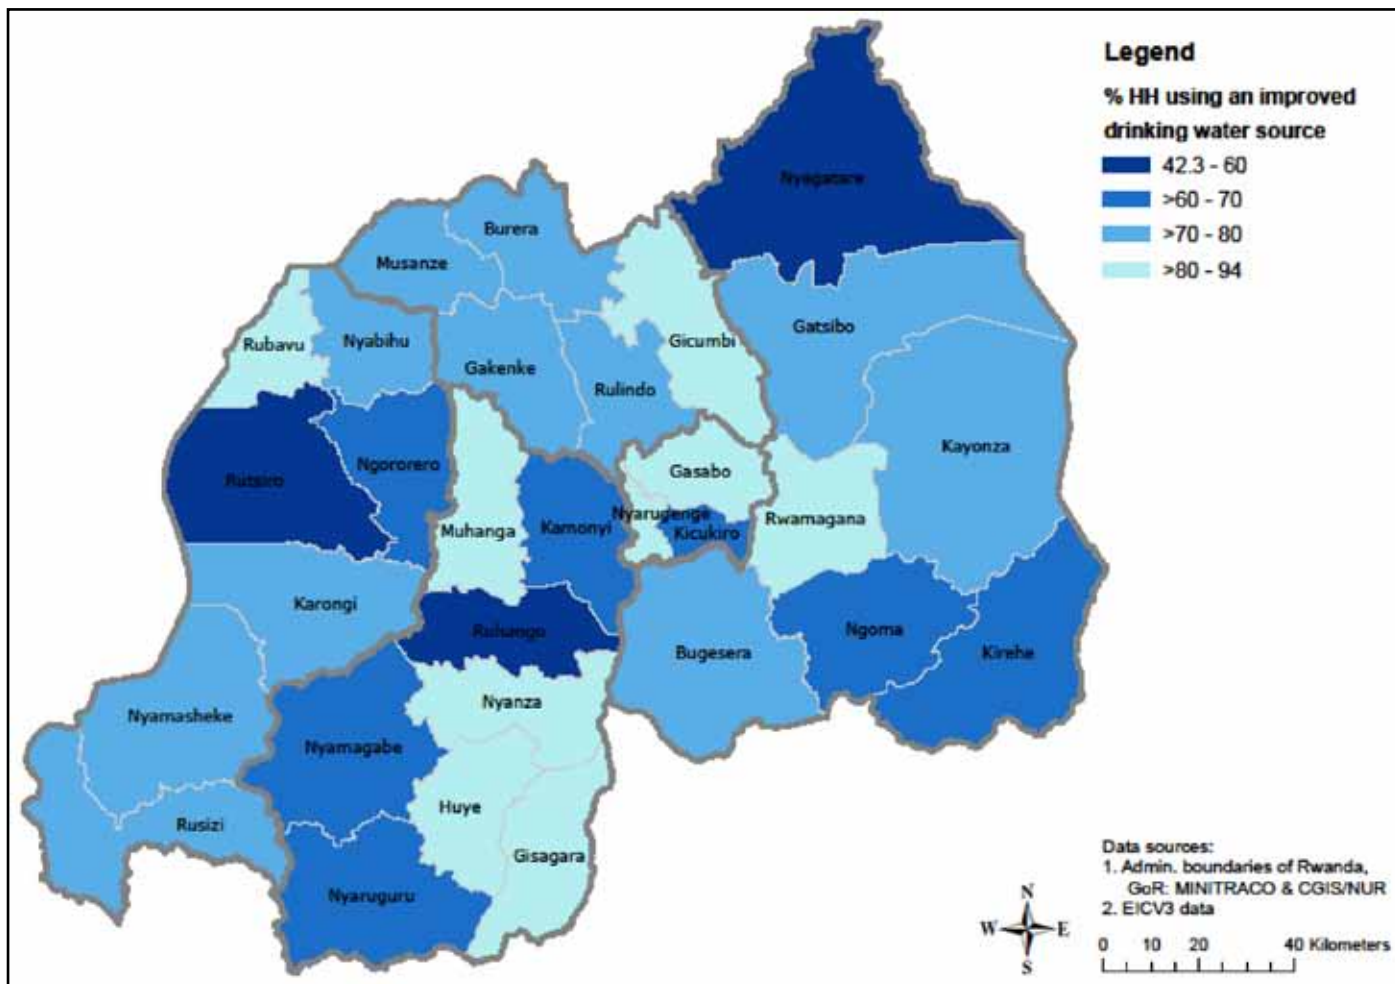 Legend
% HH using an improved
drinking water source
42.3 - 60
>60 - 70
>70 - 80
>80 - 94
Nyagatare
Burera
Musanze
Gatsibo
Rubavu
Nyabihu
Gicumbi
Gakenke
Rulindo
Kayonza
Rutsiro
Ngororero
Gasabo
Muhanga
Kamonyi
Nyarugenge
Kicukiro
Rwamagana
Karongi
Ruhango
Bugesera
Ngoma
Kirehe
Nyamasheke
Nyanza
Nyamagabe
Huye
Rusizi
Gisagara
Nyaruguru
Data sources:
1. Admin. boundaries of Rwanda,
GoR: MINITRACO & CGIS/NUR
2. EICV3 data
N
W E
S
0 10 20 40 Kilometers